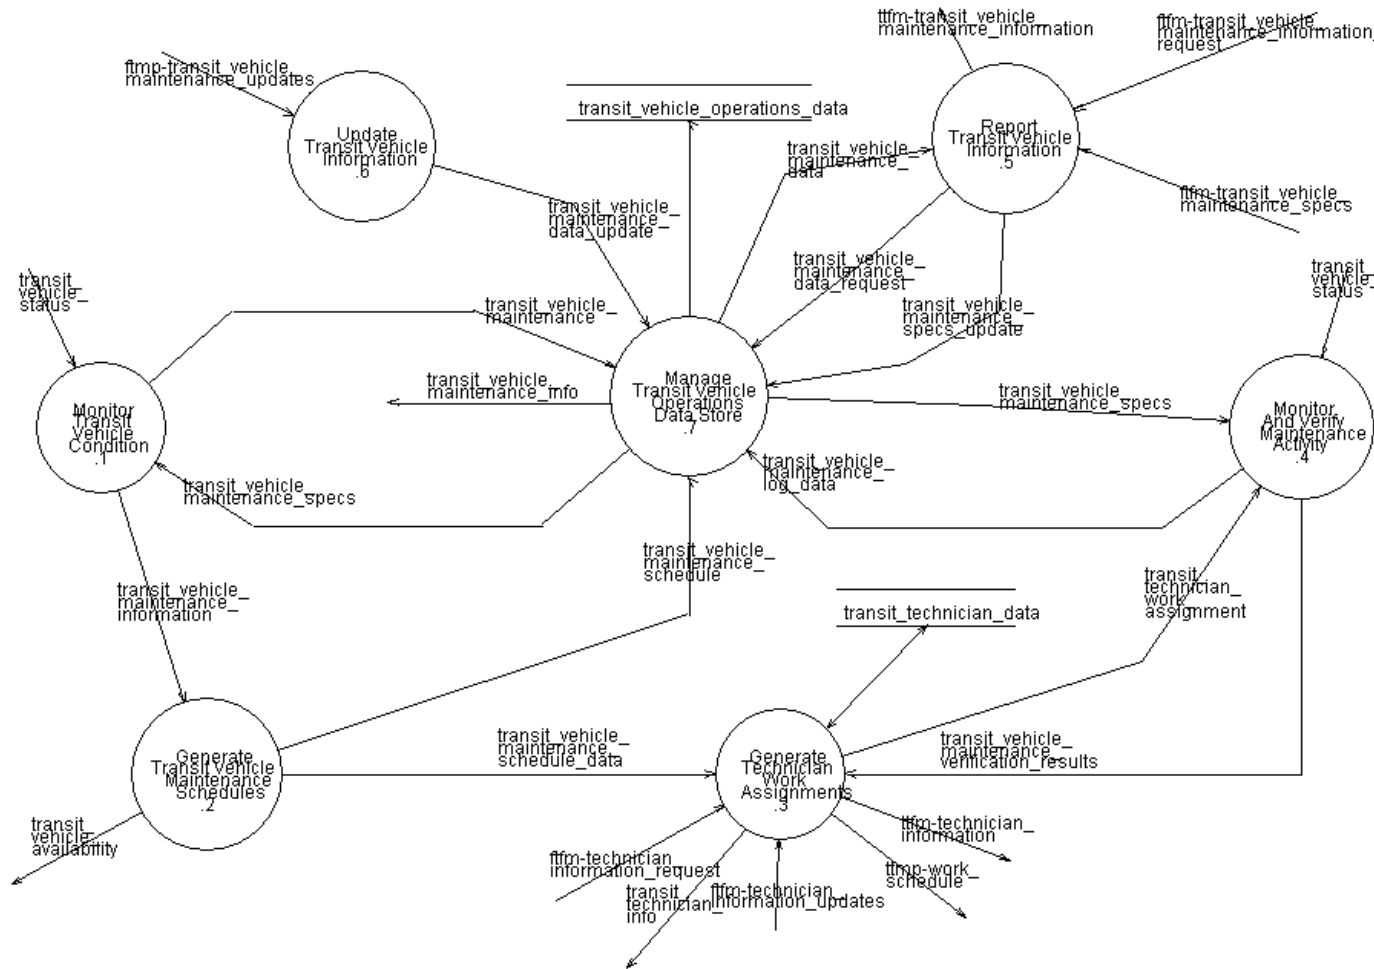 ttfm-transit_vehicle_
maintenance_information
ftfm-transit_vehicle_
maintenance_information_
request
ftmp-transit_vehicle_
maintenance_updates
transit_vehicle_operations_data
Update
Transit Vehicle
Information
.6
Report
Transit Vehicle
Information
.5
transit_vehicle_
maintenance_
data
transit_vehicle_
maintenance_
data_update
ftfm-transit_vehicle_
maintenance_specs
transit_vehicle_
maintenance_
data_request
transit_
vehicle_
status
transit_
vehicle_
status
transit_vehicle_
maintenance
transit_vehicle_
maintenance_
specs_update
transit_vehicle_
maintenance_info
Manage
Transit Vehicle
Operations
Data Store
.7
transit_vehicle_
maintenance_specs
Monitor
Transit
Vehicle
Condition
.1
Monitor
And Verify
Maintenance
Activity
.4
transit_vehicle_
maintenance_specs
transit_vehicle_
maintenance_
log_data
transit_vehicle_
maintenance_
schedule
transit_vehicle_
maintenance_
information
transit_
technician_
work_
assignment
transit_technician_data
Generate
Transit Vehicle
Maintenance
Schedules
.2
transit_vehicle_
maintenance_
schedule_data
Generate
Technician
Work
Assignments
.3
transit_vehicle_
maintenance_
verification_results
transit_
vehicle_
availability
ftfm-technician_
information_request
transit_
technician_
info
ftfm-technician_
information_updates
ttfm-technician_
information
ttmp-work_
schedule